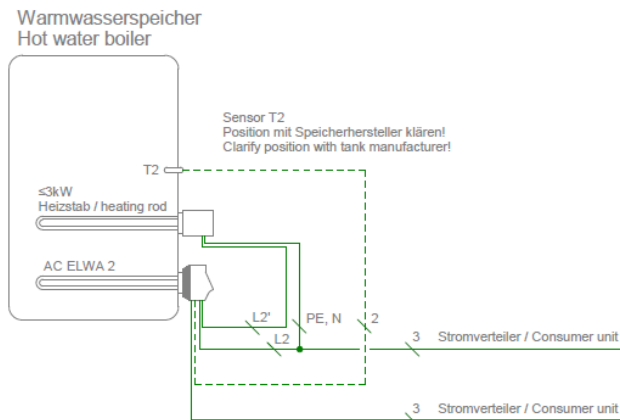 Warmwasserspeicher
Hot water boiler
Sensor T2
Position mit Speicherhersteller klären!
Clarify position with tank manufacturer!
T2
≤3kW
Heizstab / heating rod
AC ELWA 2
L2'
PE, N
2
L2
3 Stromverteiler / Consumer unit
3 Stromverteiler / Consumer unit